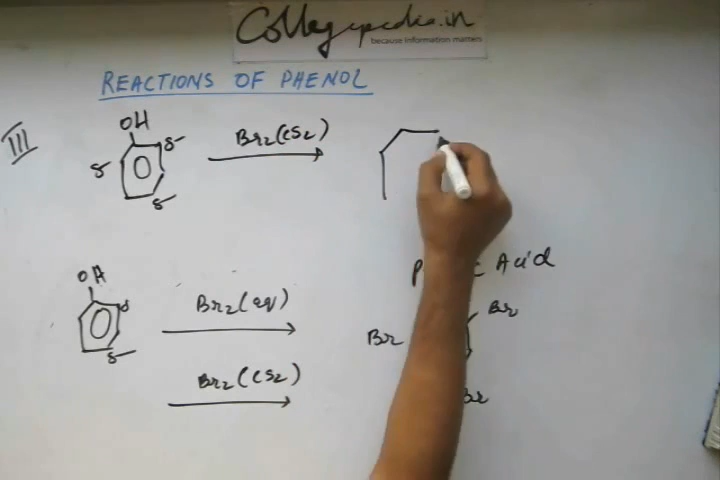 Collegepedia.in
because information matters
REACTIONS OF PHENOL
III
OH
δ-
Br2(CS2)
δ-
δ-
Acid
OH
Br2(aq)
Br
Br
δ-
Br2(CS2)
Br